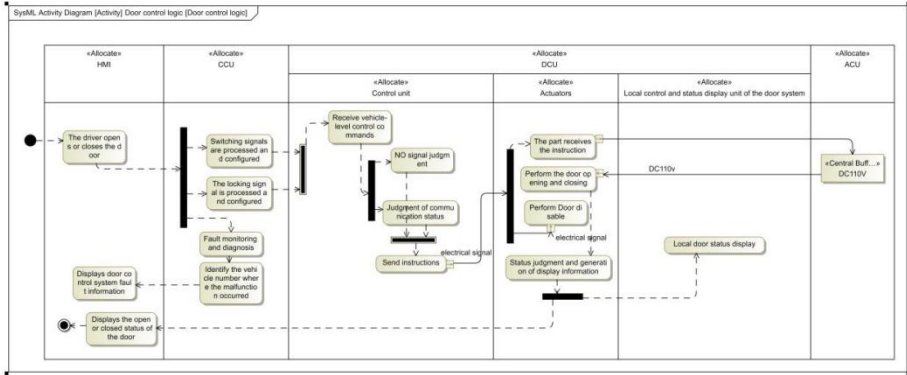 SysML Activity Diagram [Activity] Door control logic [Door control logic]
«Allocate»
HMI
«Allocate»
CCU
«Allocate»
DCU
«Allocate»
ACU
«Allocate»
Control unit
«Allocate»
Actuators
«Allocate»
Local control and status display unit of the door system
The driver open
s or closes the d
oor
Switching signals
are processed an
d configured
The locking sign
al is processed a
nd configured
Fault monitoring
and diagnosis
Identify the vehi
cle number wher
e the malfunctio
n occurred
Displays door co
ntrol system faul
t information
Displays the open
or closed status of
the door
Receive vehicle-
level control co
mmands
NO signal judgm
ent
Judgment of commu
nication status
Send instructions
electrical signal
The part receives
the instruction
Perform the door op
ening and closing
Perform Door di
sable
electrical signal
Status judgment and generati
on of display information
DC110v
Local door status display
«Central Buff...»
DC110V